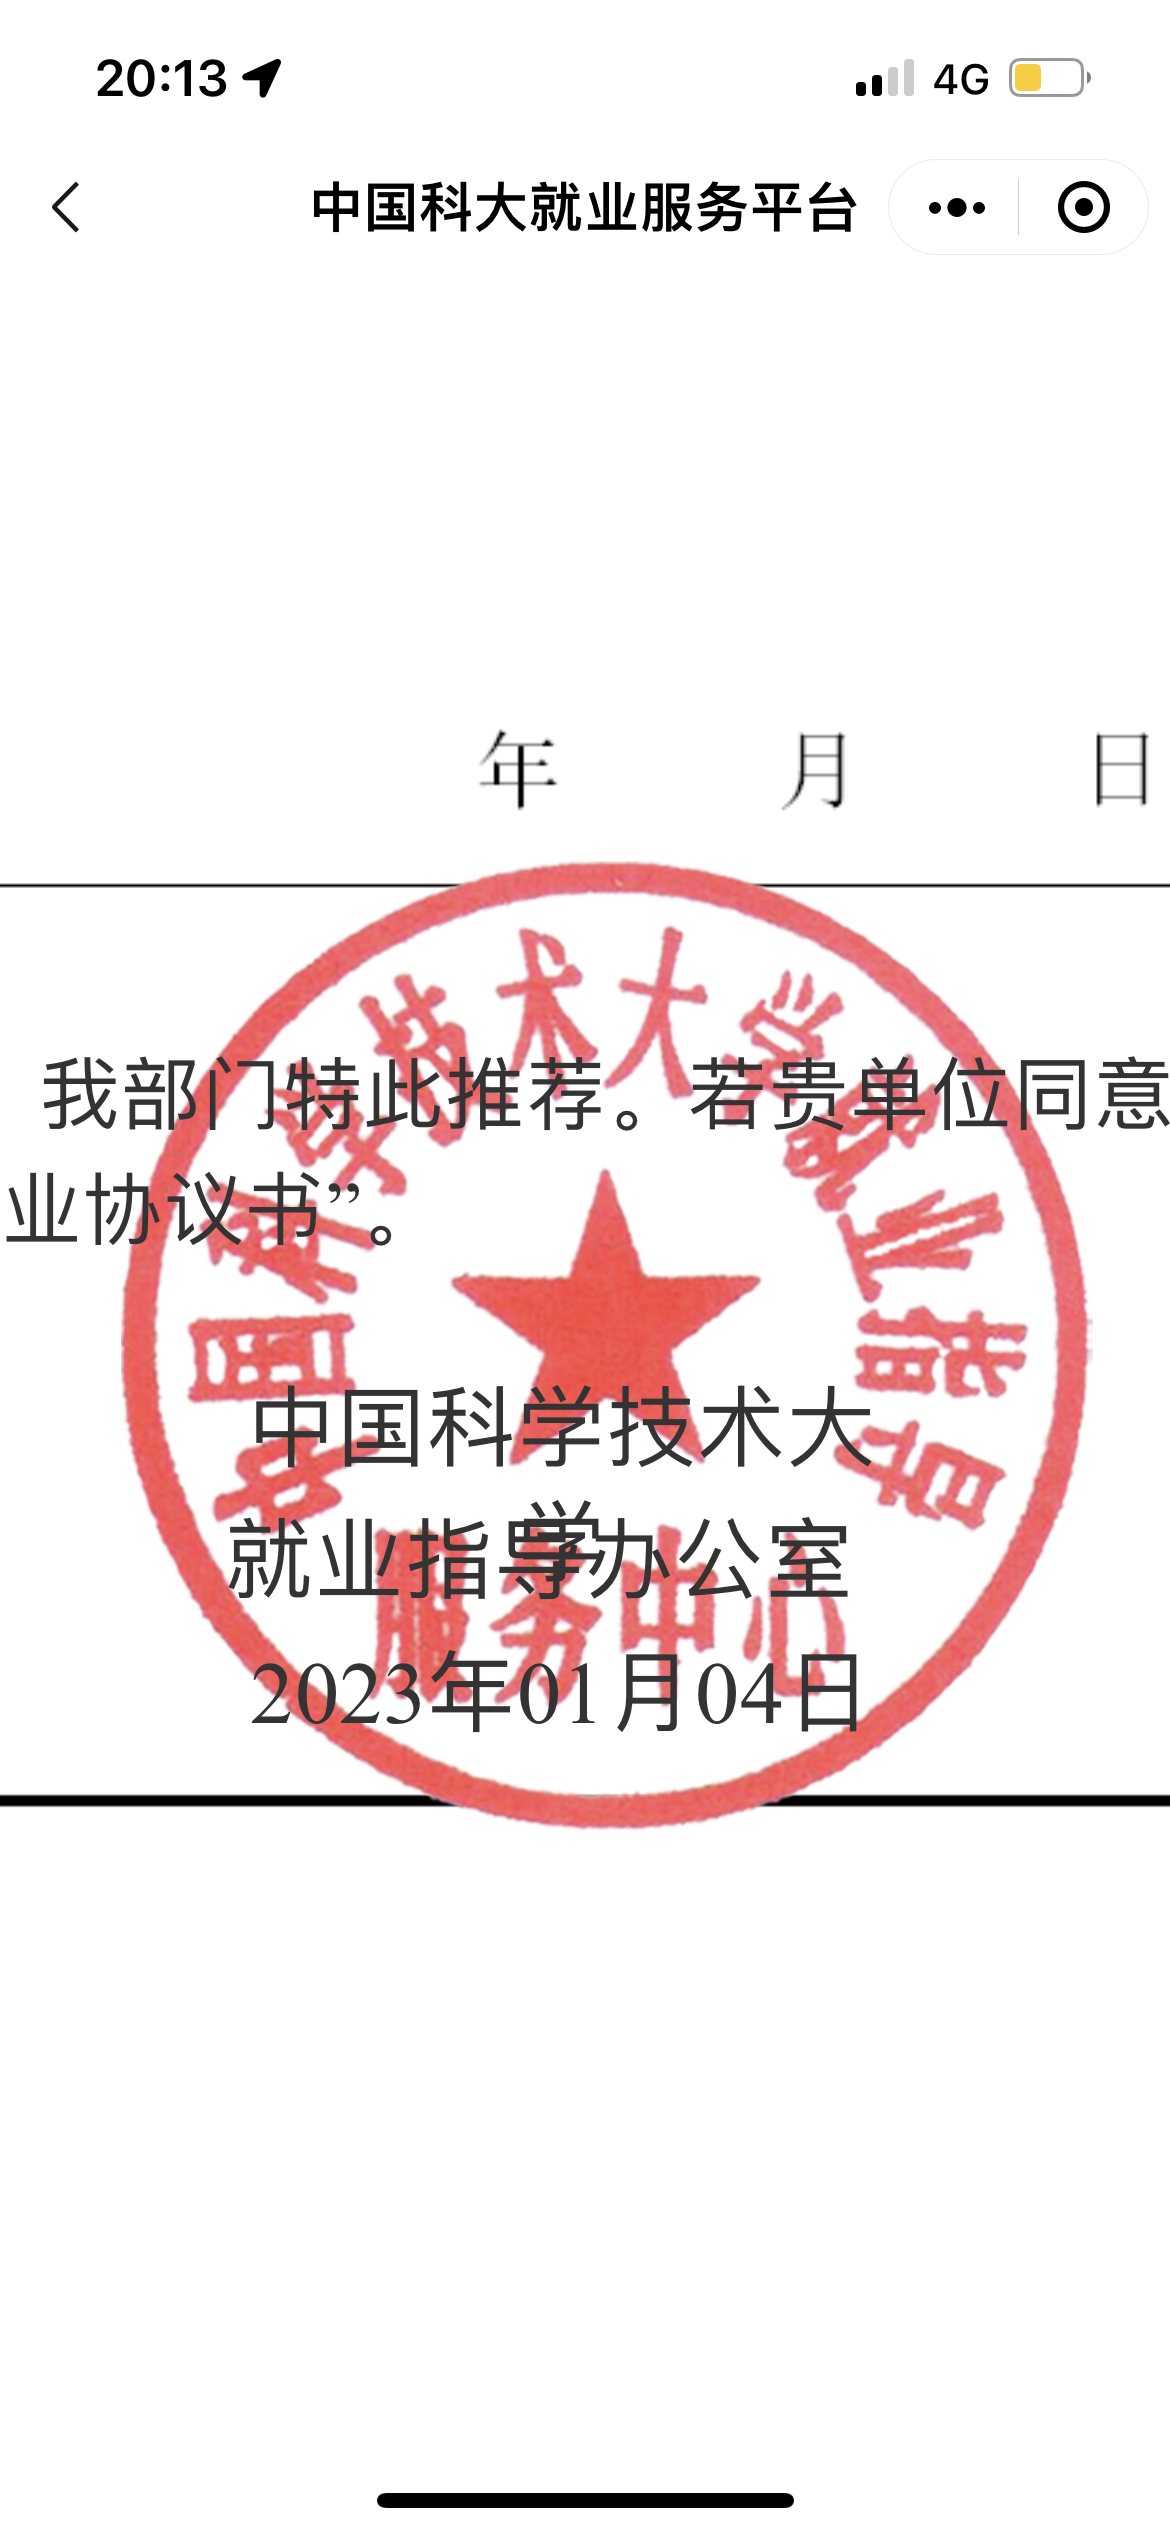 20:13
4G
中国科大就业服务平台
年 月 日
中国科学技术大学就业指导
我部门特此推荐。若贵单位同意
业协议书”。
中国科学技术大
学
就业指导办公室
服务中心
2023年01月04日